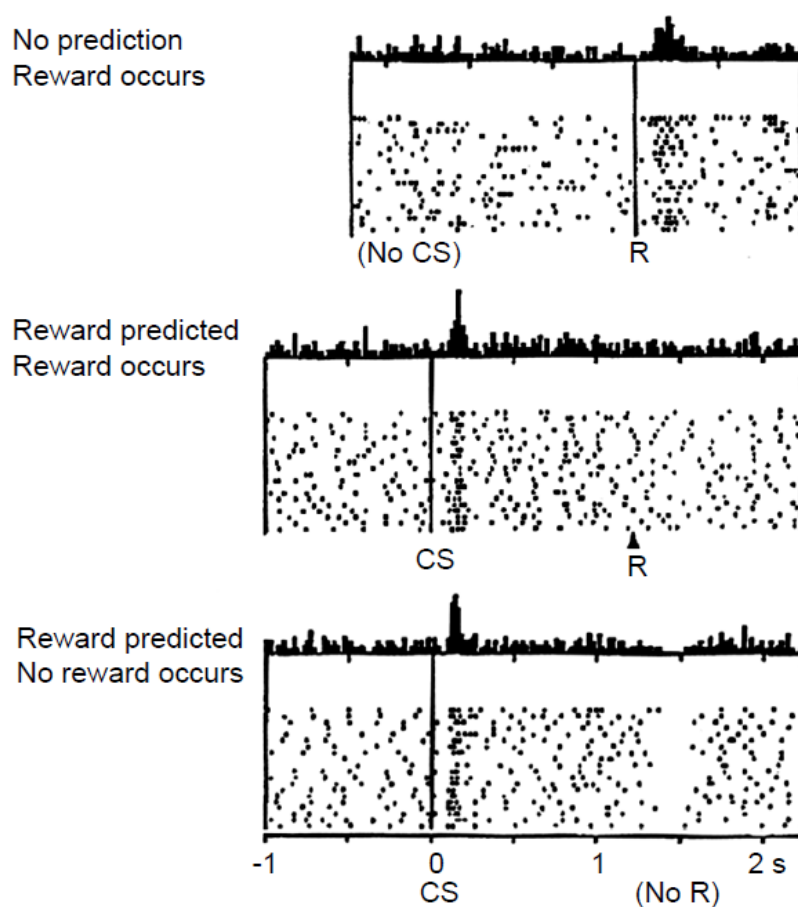 No prediction
Reward occurs
(No CS) R
Reward predicted
Reward occurs
CS R
Reward predicted
No reward occurs
-1 0 1 2 s
CS (No R)